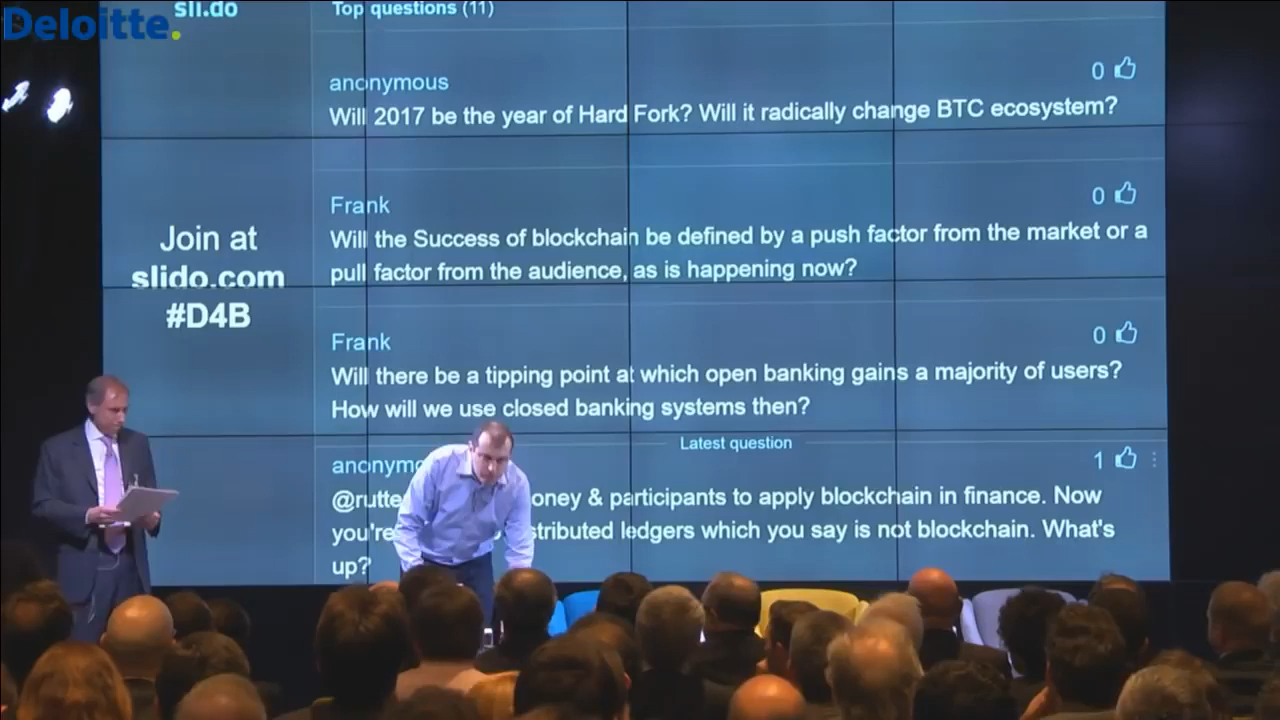 Deloitte.
sli.do
Top questions (11)
anonymous
0
Will 2017 be the year of Hard Fork? Will it radically change BTC ecosystem?
Join at
slido.com
#D4B
Frank
0
Will the Success of blockchain be defined by a push factor from the market or a
pull factor from the audience, as is happening now?
Frank
0
Will there be a tipping point at which open banking gains a majority of users?
How will we use closed banking systems then?
Latest question
1
& participants to apply blockchain in finance. Now
you're ledgers which you say is not blockchain. What's
up?